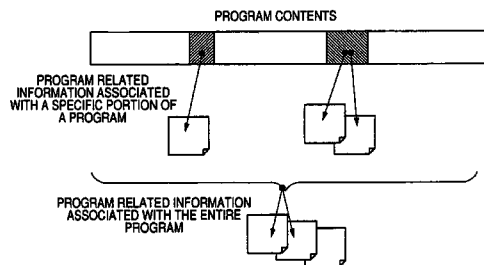 PROGRAM CONTENTS
PROGRAM RELATED
INFORMATION ASSOCIATED
WITH A SPECIFIC PORTION OF
A PROGRAM
PROGRAM RELATED INFORMATION
ASSOCIATED WITH THE ENTIRE
PROGRAM